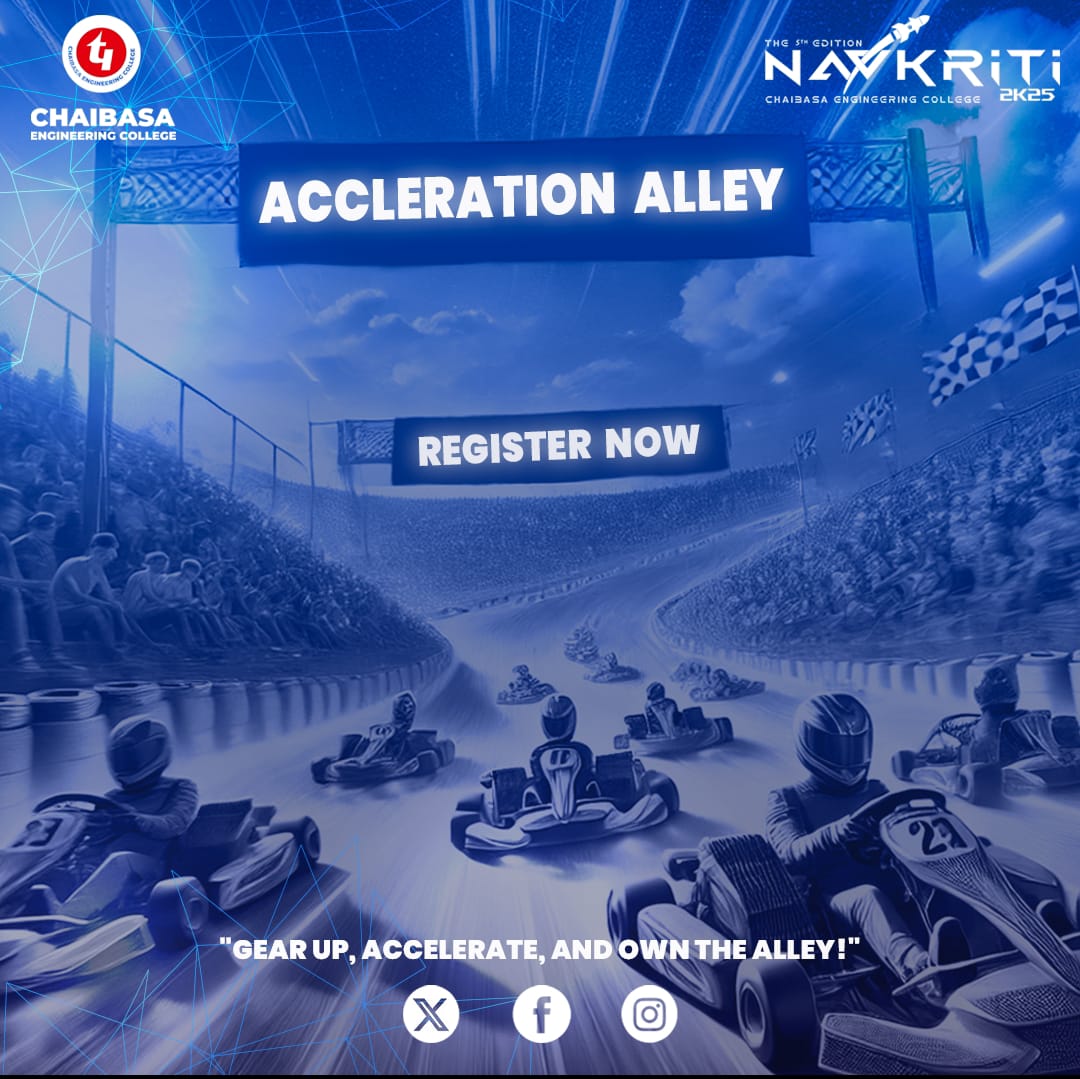 CHAIBASA ENGINEERING COLLEGE
CHAIBASA
ENGINEERING COLLEGE
THE 5TH EDITION
NAVKRITI
2K25
CHAIBASA ENGINEERING COLLEGE
ACCLERATION ALLEY
REGISTER NOW
11
"GEAR UP, ACCELERATE, AND OWN THE ALLEY!"